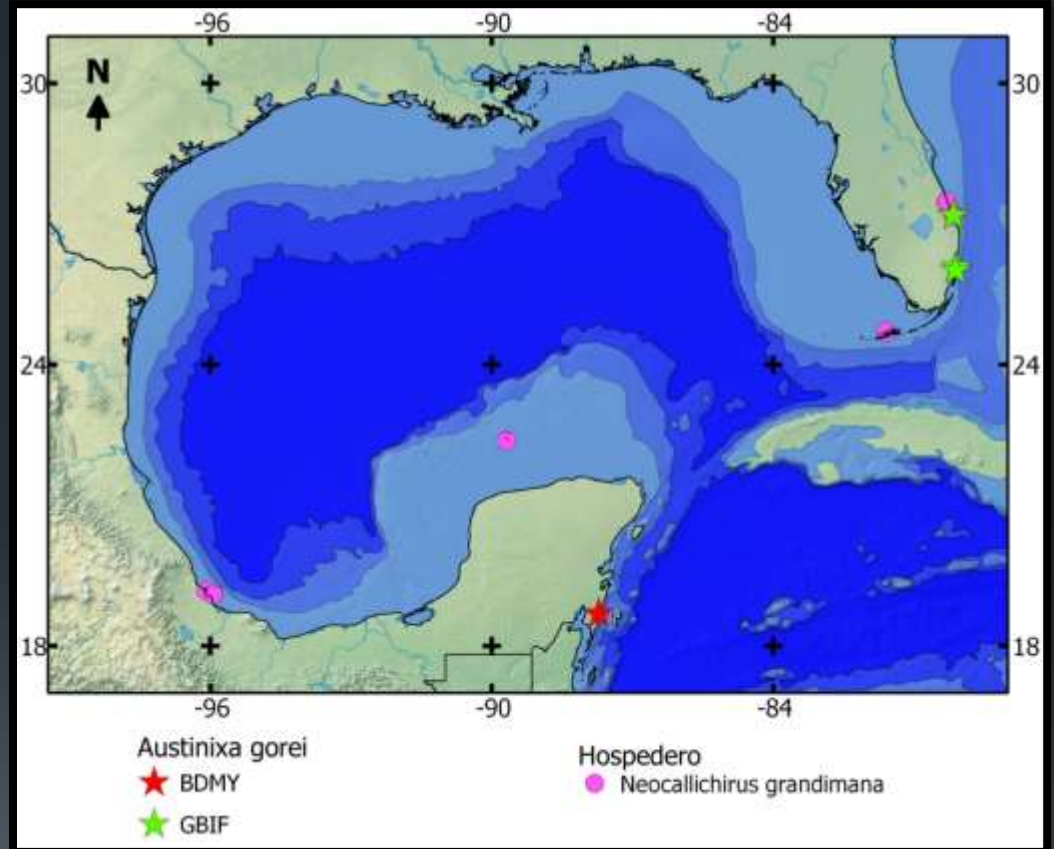 -96 -90 -84
N
30 30
24 24
18 18
-96 -90 -84
Austinixa gorei
BDMY
GBIF
Hospedero
Neocallichirus grandimana